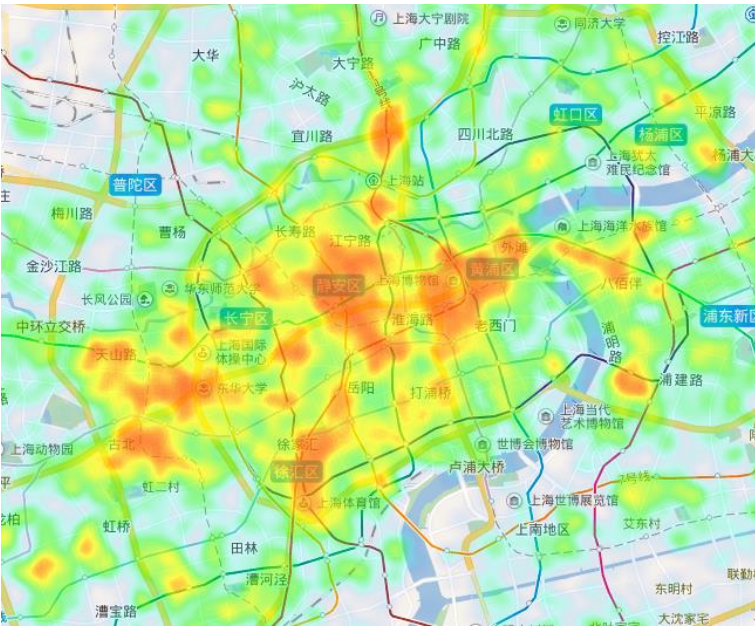 上海大宁剧院
同济大学
广中路
控江路
大华
大宁路
沪太路
平凉路
宜川路
四川北路
虹口区
杨浦区
杨浦大
上海犹太
难民纪念馆
上海站
普陀区
梅川路
曹杨
长寿路
江宁路
外滩
上海海洋水族馆
金沙江路
长风公园
华东师范大学
静安区
上海博物馆
黄浦区
八佰伴
中环立交桥
长宁区
淮海路
老西门
浦东新区
浦明路
天山路
上海国际
体操中心
东华大学
岳阳
打浦桥
浦建路
上海当代
艺术博物馆
上海动物园
古北
徐家汇
世博会博物馆
徐汇区
卢浦大桥
7号线
虹二村
上海体育馆
上海世博展览馆
虹桥
田林
上南地区
艾东村
漕河泾
联勤
东明村
漕宝路
大沈家宅